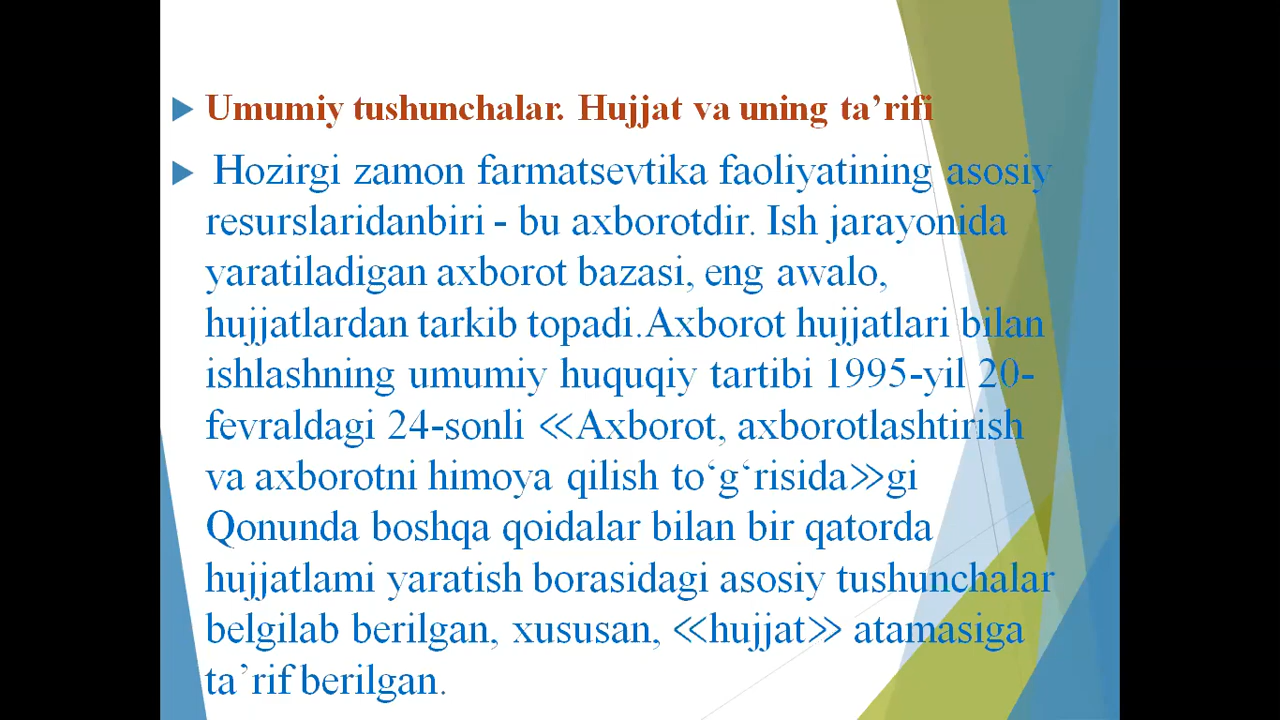 Umumiy tushunchalar. Hujjat va uning ta’rifi
Hozirgi zamon farmatsevtika faoliyatining asosiy
resurslaridanbiri - bu axborotdir. Ish jarayonida
yaratiladigan axborot bazasi, eng awalo,
hujjatlardan tarkib topadi.Axborot hujjatlari bilan
ishlashning umumiy huquqiy tartibi 1995-yil 20-
fevraldagi 24-sonli ≪Axborot, axborotlashtirish
va axborotni himoya qilish to‘g‘risida≫gi
Qonunda boshqa qoidalar bilan bir qatorda
hujjatlami yaratish borasidagi asosiy tushunchalar
belgilab berilgan, xususan, ≪hujjat≫ atamasiga
ta’rif berilgan.